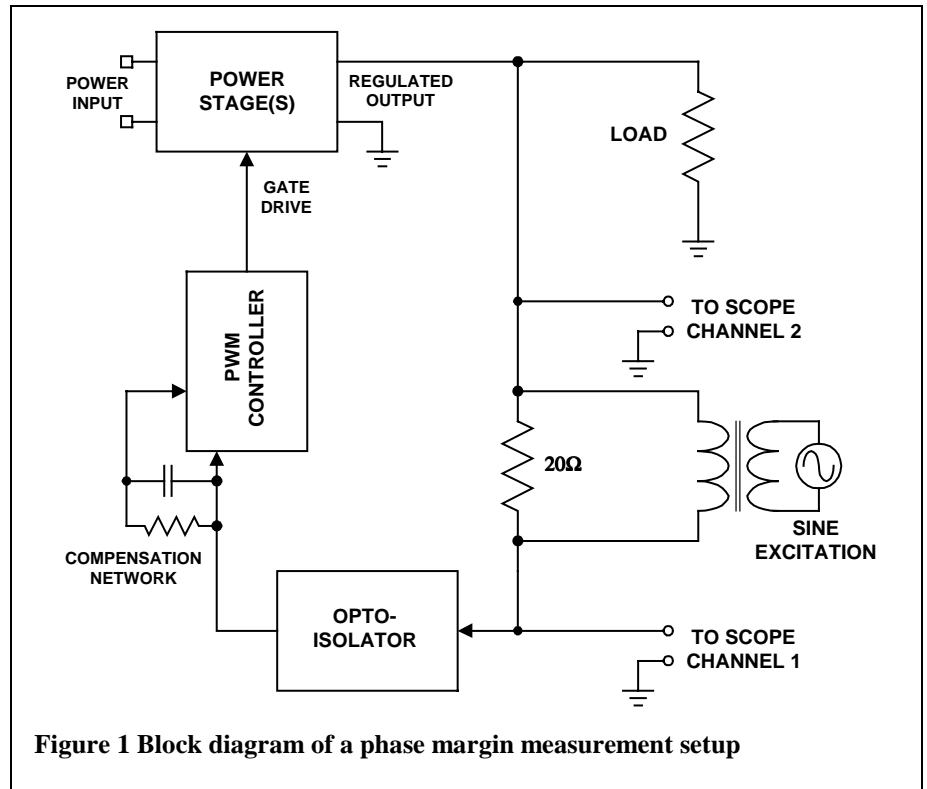 POWER
INPUT
POWER
STAGE(S)
REGULATED
OUTPUT
LOAD
GATE
DRIVE
PWM
CONTROLLER
TO SCOPE
CHANNEL 2
20Ω
SINE
EXCITATION
COMPENSATION
NETWORK
OPTO-
ISOLATOR
TO SCOPE
CHANNEL 1
Figure 1 Block diagram of a phase margin measurement setup